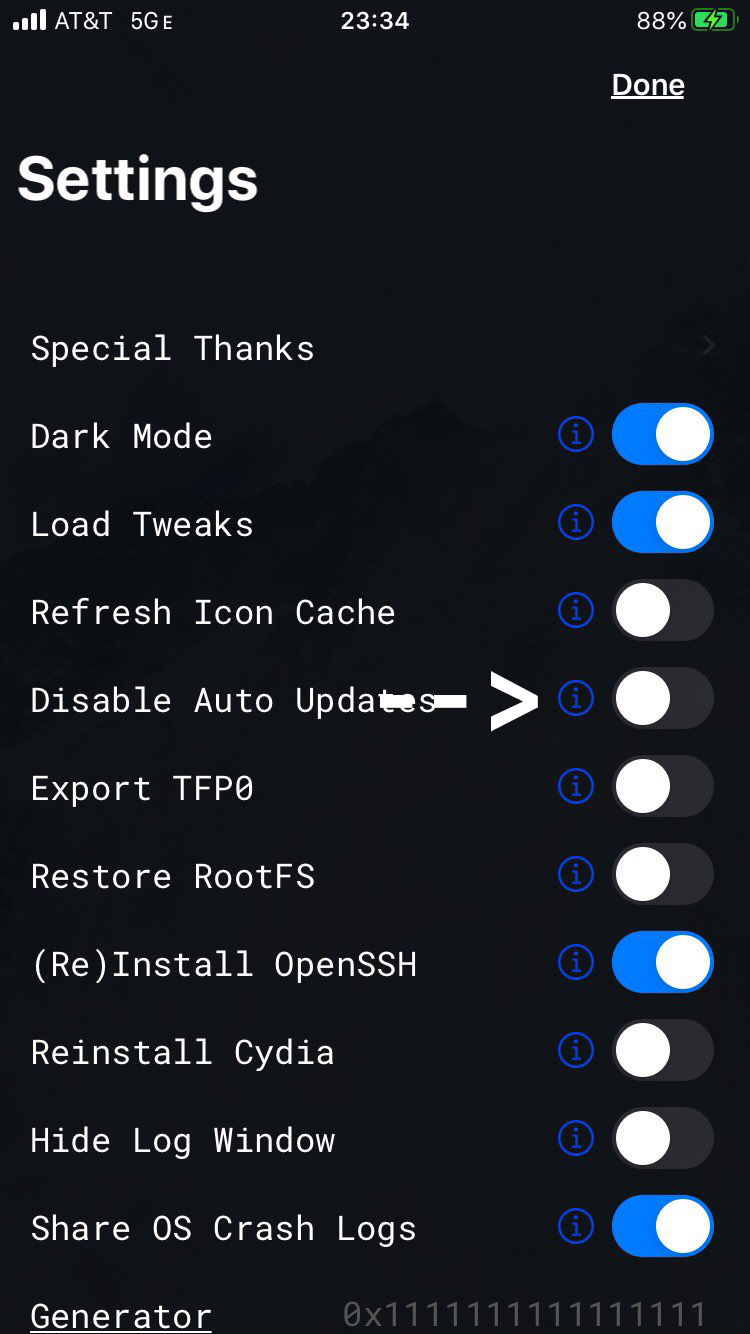 AT&T 5GE 23:34 88%
Done
Settings
Special Thanks
Dark Mode
Load Tweaks
Refresh Icon Cache
Disable Auto Updates -->
Export TFP0
Restore RootFS
(Re)Install OpenSSH
Reinstall Cydia
Hide Log Window
Share OS Crash Logs
Generator 0x1111111111111111